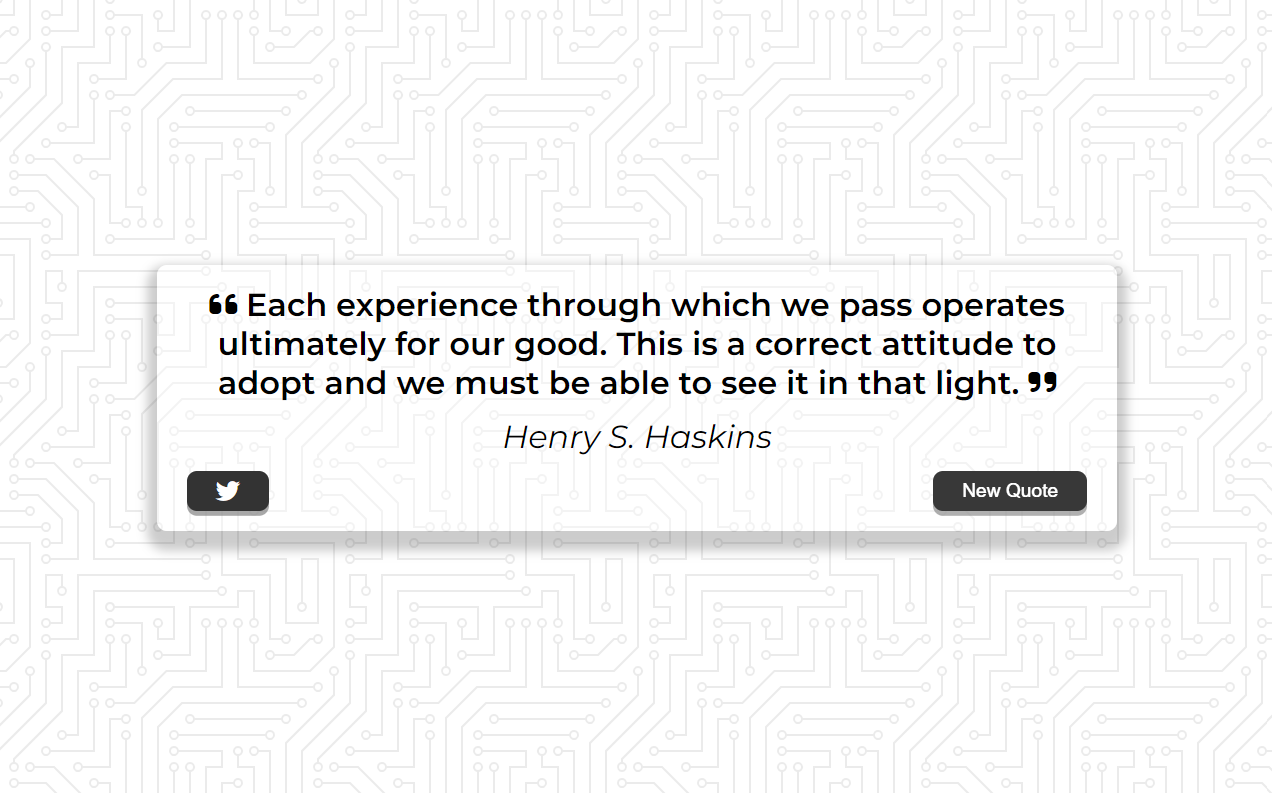 ❝ Each experience through which we pass operates
ultimately for our good. This is a correct attitude to
adopt and we must be able to see it in that light. ❞
Henry S. Haskins
New Quote